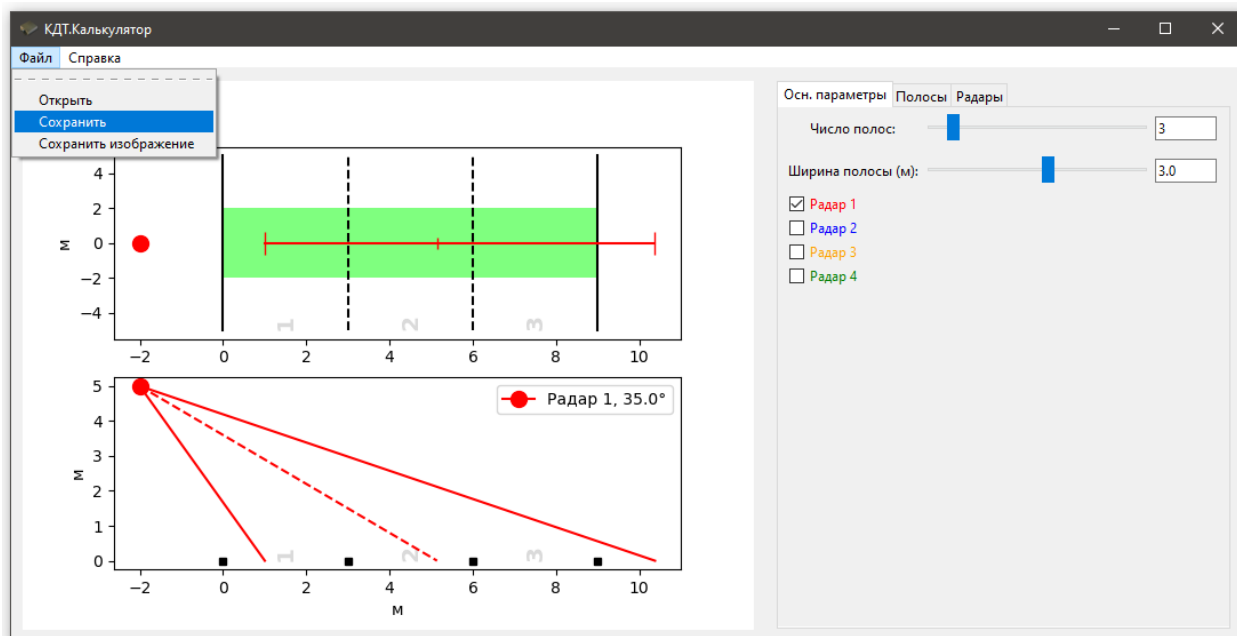 КДТ.Калькулятор
Файл Справка
Открыть
Сохранить
Сохранить изображение
4
2
0
−2
−4
м
1 2 3
−2 0 2 4 6 8 10
5
4
3
2
1
0
м
Радар 1, 35.0°
1 2 3
−2 0 2 4 6 8 10
м
Осн. параметры Полосы Радары
Число полос: 3
Ширина полосы (м): 3.0
Радар 1
Радар 2
Радар 3
Радар 4